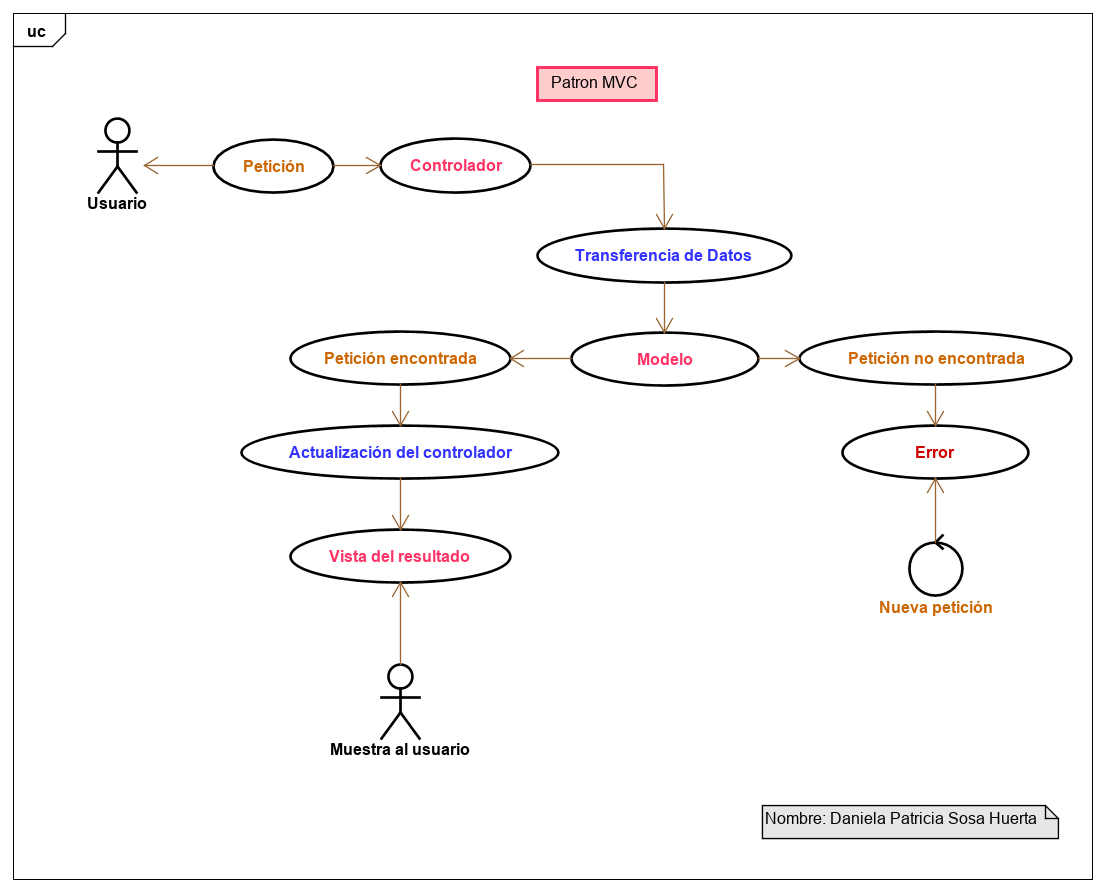 uc
Patron MVC
Usuario
Petición
Controlador
Transferencia de Datos
Petición encontrada
Modelo
Petición no encontrada
Actualización del controlador
Error
Vista del resultado
Nueva petición
Muestra al usuario
Nombre: Daniela Patricia Sosa Huerta